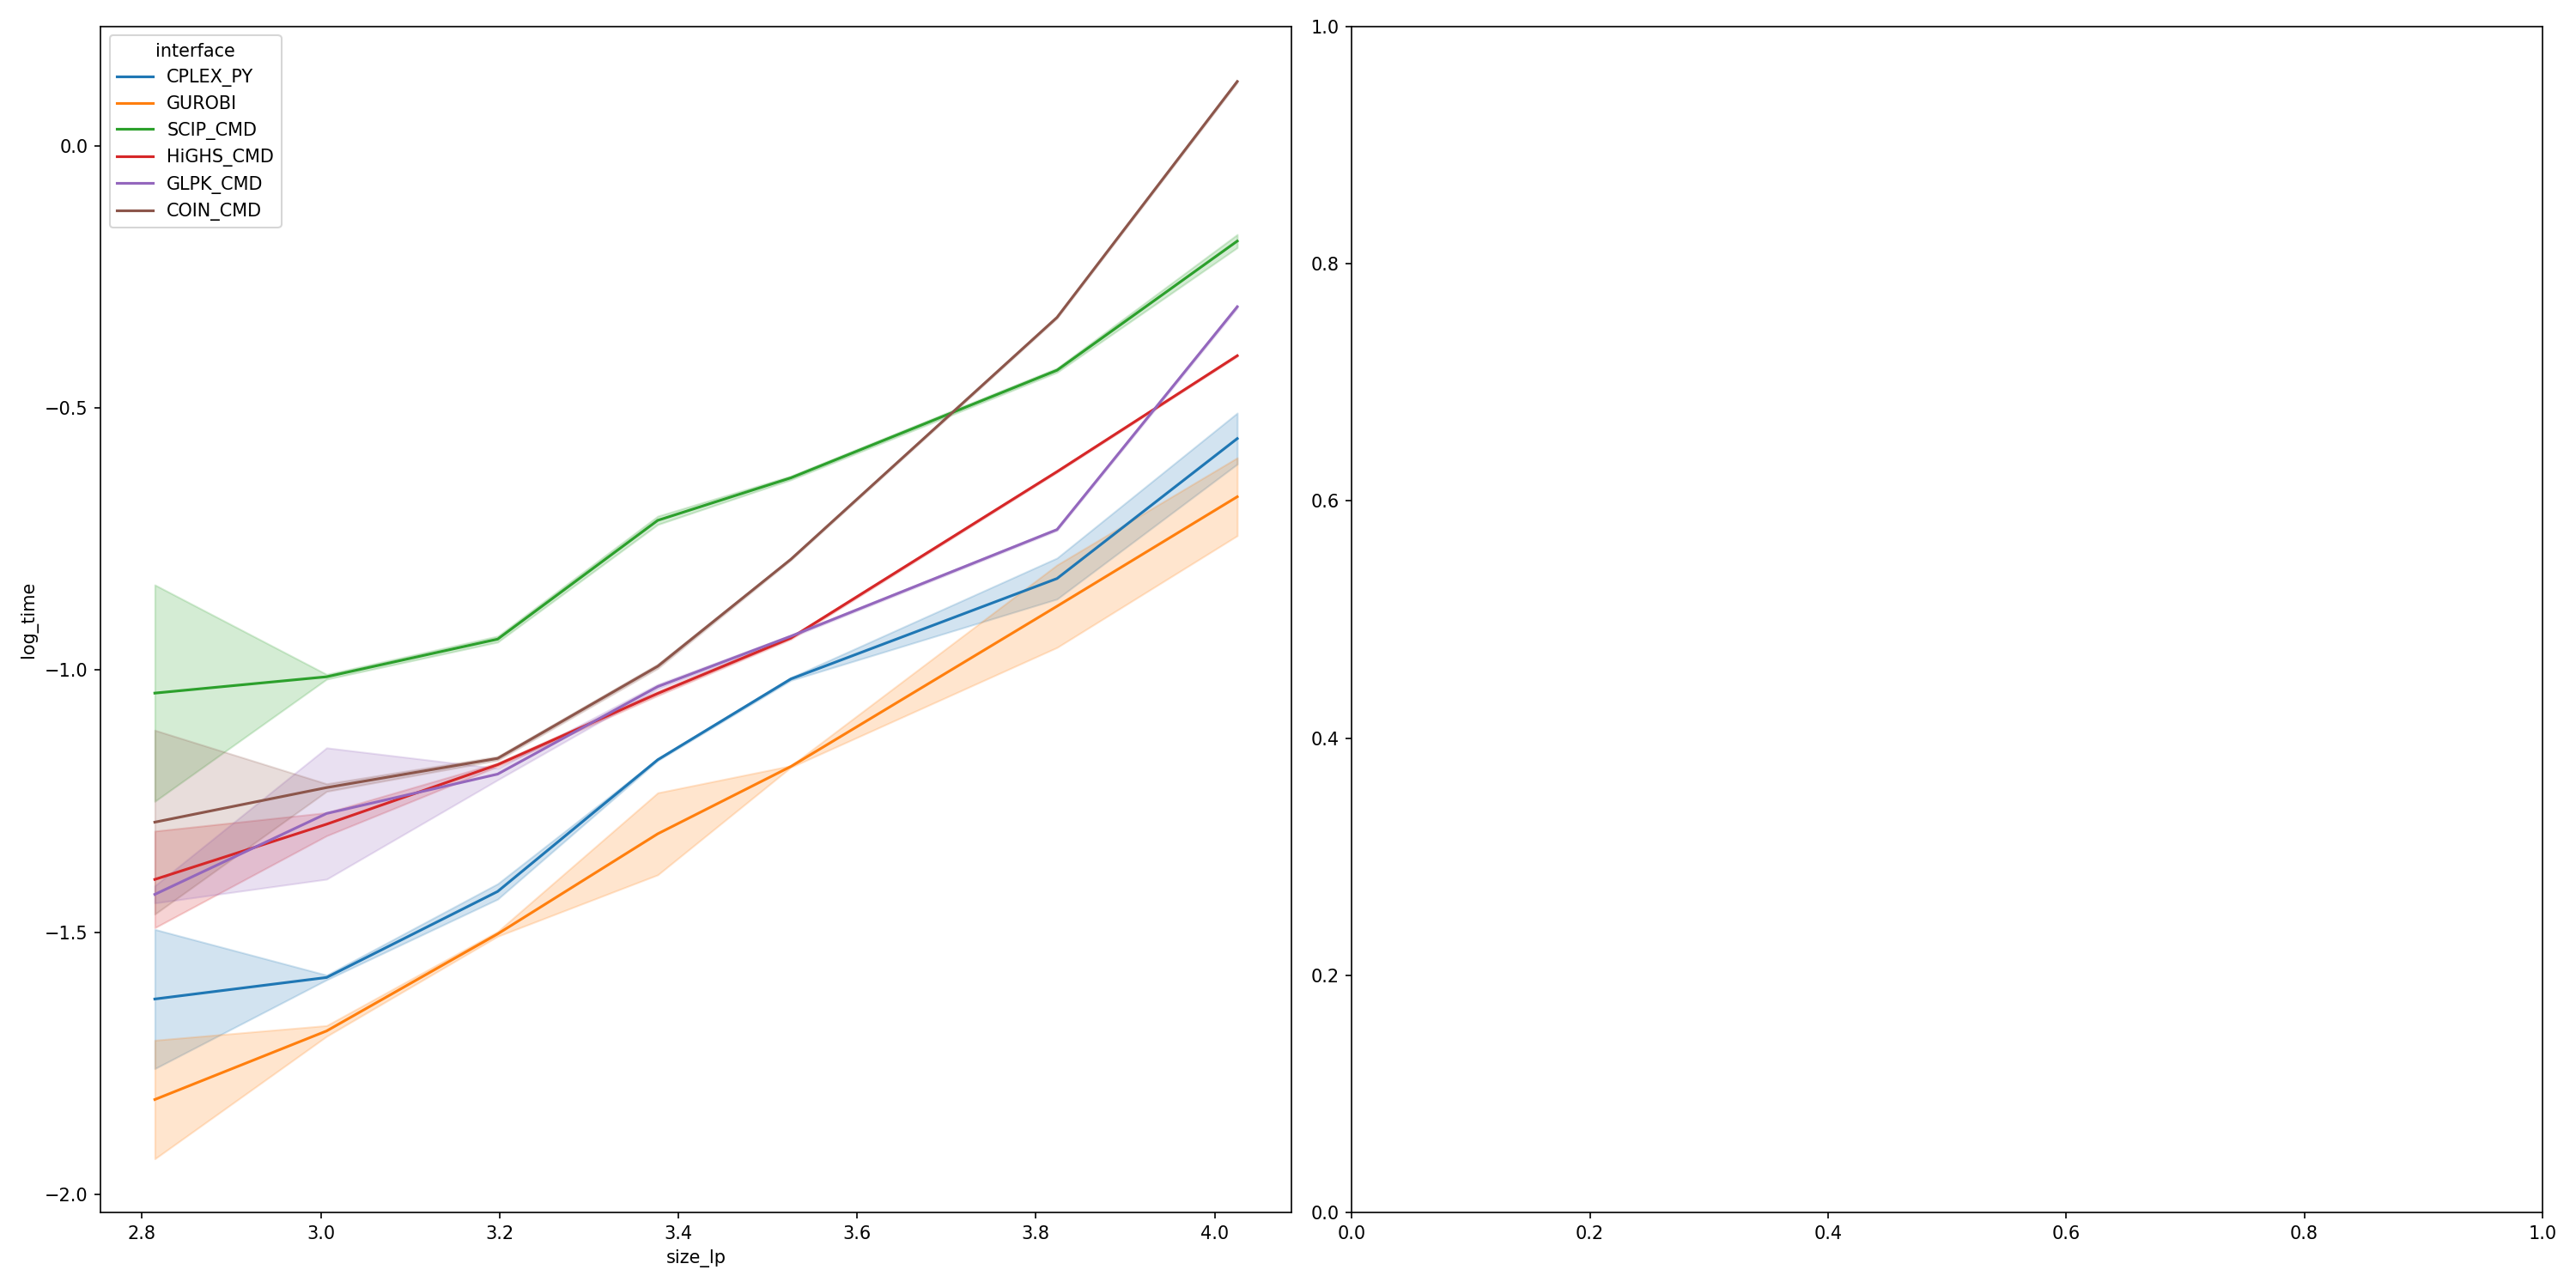 interface
CPLEX_PY
GUROBI
SCIP_CMD
HiGHS_CMD
GLPK_CMD
COIN_CMD
log_time
0.0
−0.5
−1.0
−1.5
−2.0
2.8 3.0 3.2 3.4 3.6 3.8 4.0
size_lp
1.0
0.8
0.6
0.4
0.2
0.0
0.0 0.2 0.4 0.6 0.8 1.0